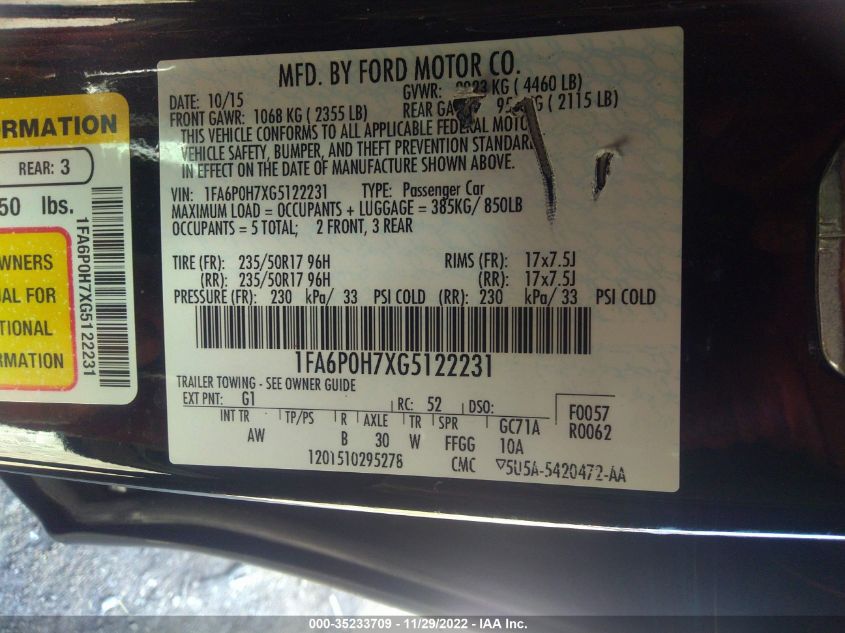 MFD. BY FORD MOTOR CO.
DATE: 10/15 GVWR: KG ( 4460 LB)
FRONT GAWR: 1068 KG ( 2355 LB) REAR ( 2115 LB)
THIS VEHICLE CONFORMS TO ALL APPLICABLE FEDERAL
VEHICLE SAFETY, BUMPER, AND THEFT PREVENTION
IN EFFECT ON THE DATE OF MANUFACTURE SHOWN ABOVE.
VIN: 1FA6P0H7XG5122231 TYPE: Passenger Car
MAXIMUM LOAD = OCCUPANTS + LUGGAGE = 385KG/ 850LB
OCCUPANTS = 5 TOTAL; 2 FRONT, 3 REAR
TIRE (FR): 235/50R17 96H RIMS (FR): 17x7.5J
(RR): 235/50R17 96H (RR): 17x7.5J
PRESSURE (FR): 230 kPa/ 33 PSI COLD (RR): 230 kPa/ 33 PSI COLD
1FA6P0H7XG5122231
TRAILER TOWING - SEE OWNER GUIDE
EXT PNT: G1 RC: 52 DSO: F0057
INT TR TP/PS R AXLE TR SPR GC71A R0062
AW B 30 W FFGG 10A
1201510295278 CMC ▽5U5A-5420472-AA
ORMATION
REAR: 3
50 lbs.
WNERS
UAL FOR
TIONAL
RMATION
1FA6P0H7XG5122231
000-35233709 - 11/29/2022 - IAA Inc.